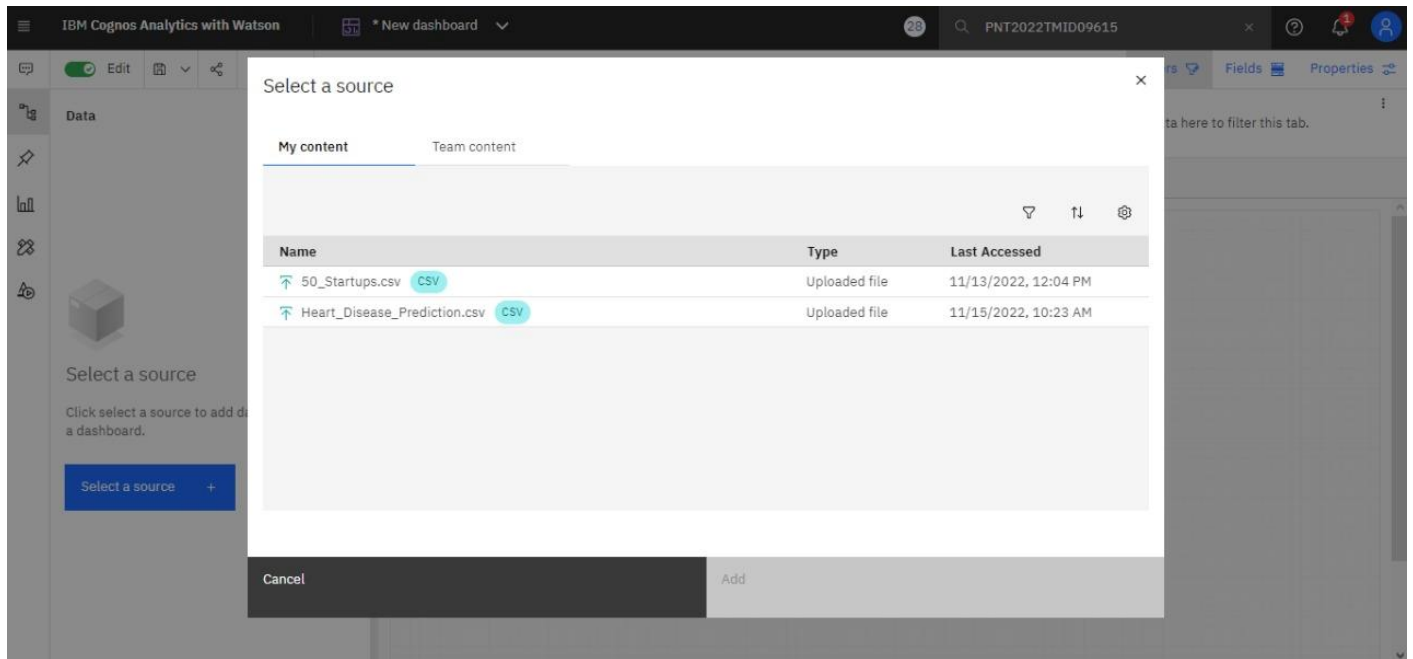 IBM Cognos Analytics with Watson
* New dashboard
28
PNT2022TMID09615
1
Edit
Fields
Properties
Data
ta here to filter this tab.
Select a source
My content
Team content
Name Type Last Accessed
50_Startups.csv CSV Uploaded file 11/13/2022, 12:04 PM
Heart_Disease_Prediction.csv CSV Uploaded file 11/15/2022, 10:23 AM
Select a source
Click select a source to add
a dashboard.
Select a source +
Cancel
Add